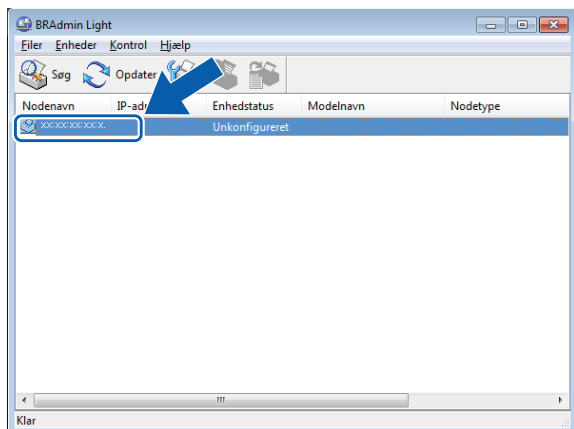 BRAdmin Light
Filer Enheder Kontrol Hjælp
Søg Opdater
Nodenavn IP-adr Enhedstatus Modelnavn Nodetype
xx:xx:xx:xx:x. Unkonfigureret
Klar